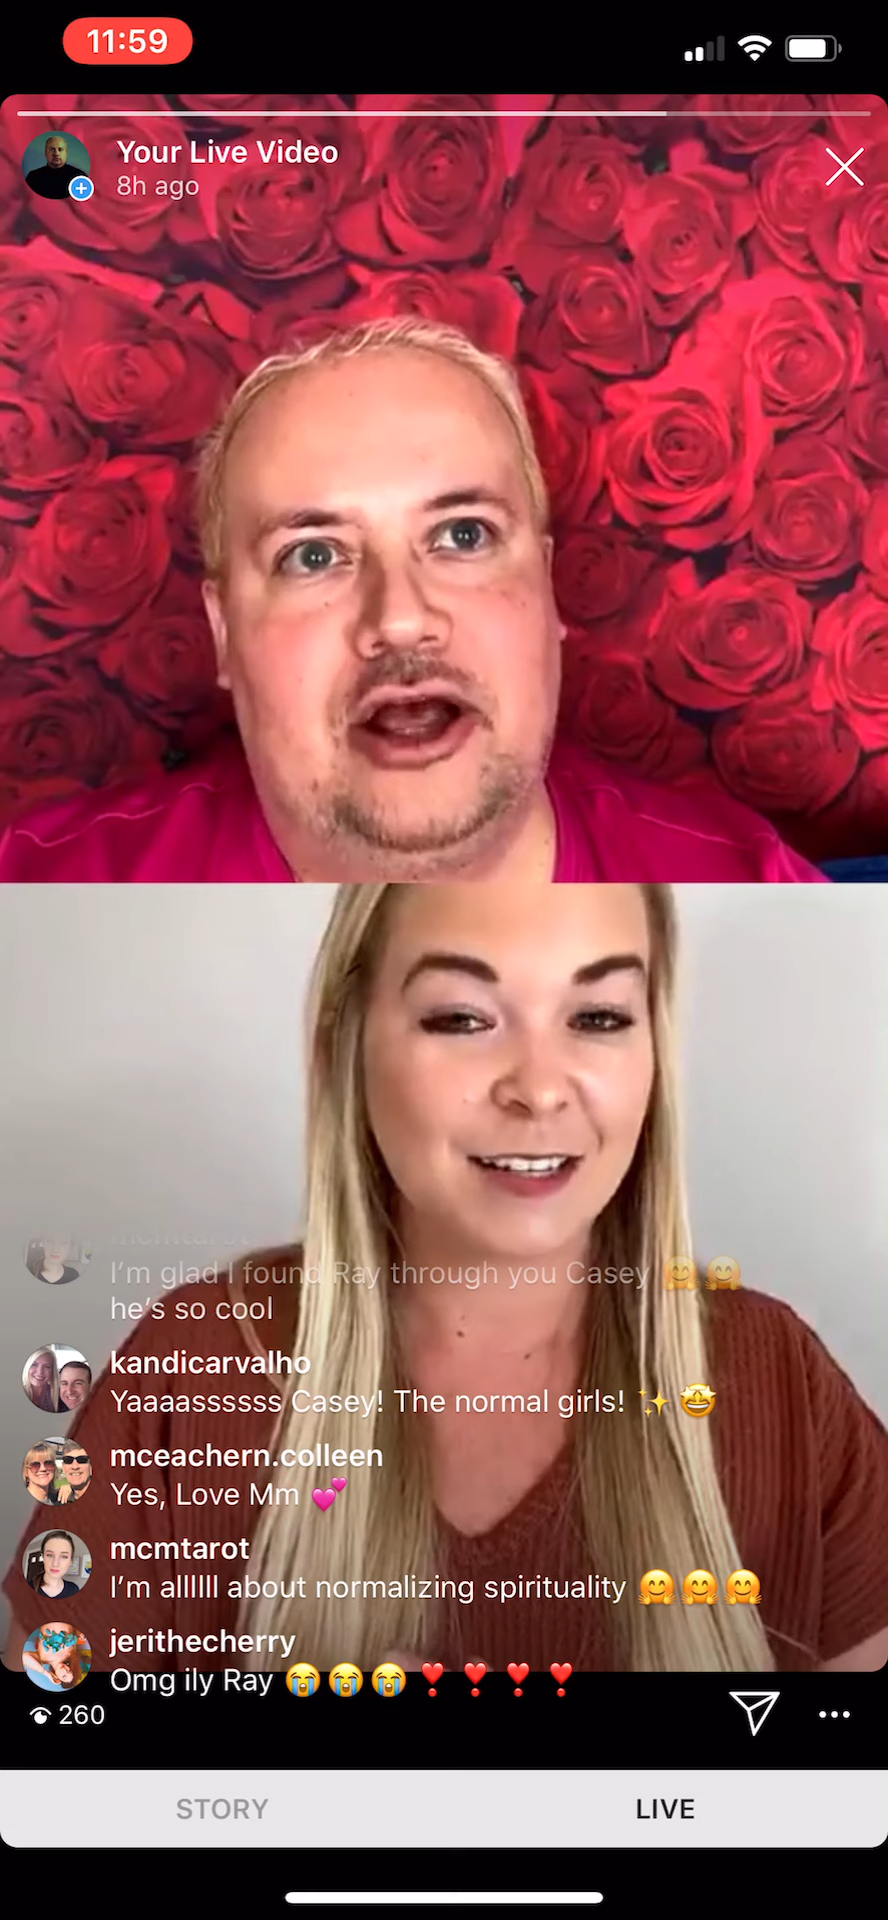 11:59
Your Live Video
8h ago
mcmtarot
I'm glad I found Ray through you Casey 🤗🤗
he's so cool
kandicarvalho
Yaaaassssss Casey! The normal girls! ✨🤩
mceachern.colleen
Yes, Love Mm 💕
mcmtarot
I'm allllll about normalizing spirituality 🤗🤗🤗
jerithecherry
Omg ily Ray 😭😭😭❣️❣️❣️❣️
260
STORY
LIVE